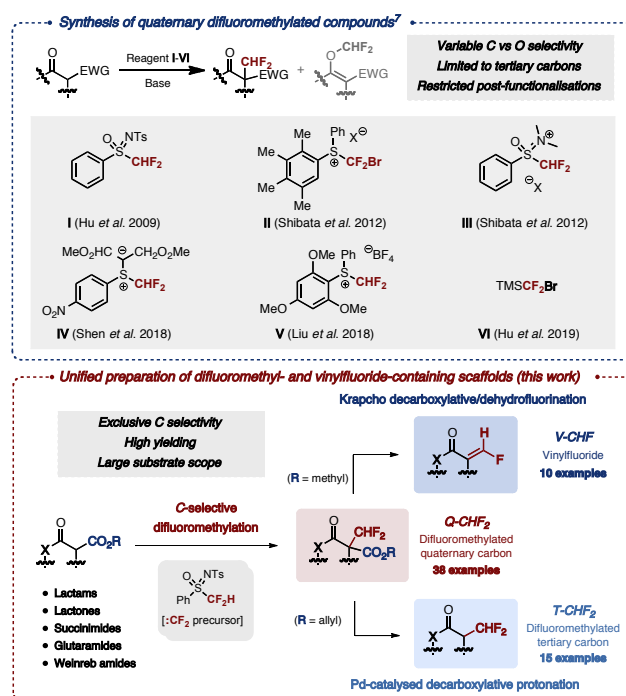 Synthesis of quaternary difluoromethylated compounds7
O
EWG
Reagent I-VI
Base
O
CHF2
EWG
+
O
CHF2
EWG
Variable C vs O selectivity
Limited to tertiary carbons
Restricted post-functionalisations
O
NTs
S
CHF2
I (Hu et al. 2009)
Me
Me
Me
Me
Ph
X⊖
S
⊕
CF2Br
II (Shibata 2012)
O
N⊕
S
CHF2
⊖X
III (Shibata et al. 2012)
MeO2HC
⊖
CHO2OMe
S
⊕
CHF2
O2N
IV (Shen et al. 2018)
OMe
Ph
⊖BF4
S
⊕
CHF2
MeO
OMe
V (Liu et al. 2018)
TMSCF2Br
VI (Hu et al. 2019)
Unified preparation of difluoromethyl- and vinylfluoride-containing scaffolds (this work)
Exclusive C selectivity
High yielding
Large substrate scope
Krapcho decarboxylative/dehydrofluorination
(R = methyl)
O
X
H
F
V-CHF
Vinylfluoride
10 examples
O
X
CO2R
C-selective
difluoromethylation
O
NTs
S
Ph
CF2H
[:CF2 precursor]
O
X
CHF2
CO2R
Q-CHF2
Difluoromethylated
quaternary carbon
38 examples
• Lactams
• Lactones
• Succinimides
• Glutaramides
• Weinreb amides
(R = allyl)
O
X
CHF2
T-CHF2
Difluoromethylated
tertiary carbon
15 examples
Pd-catalysed decarboxylative protonation